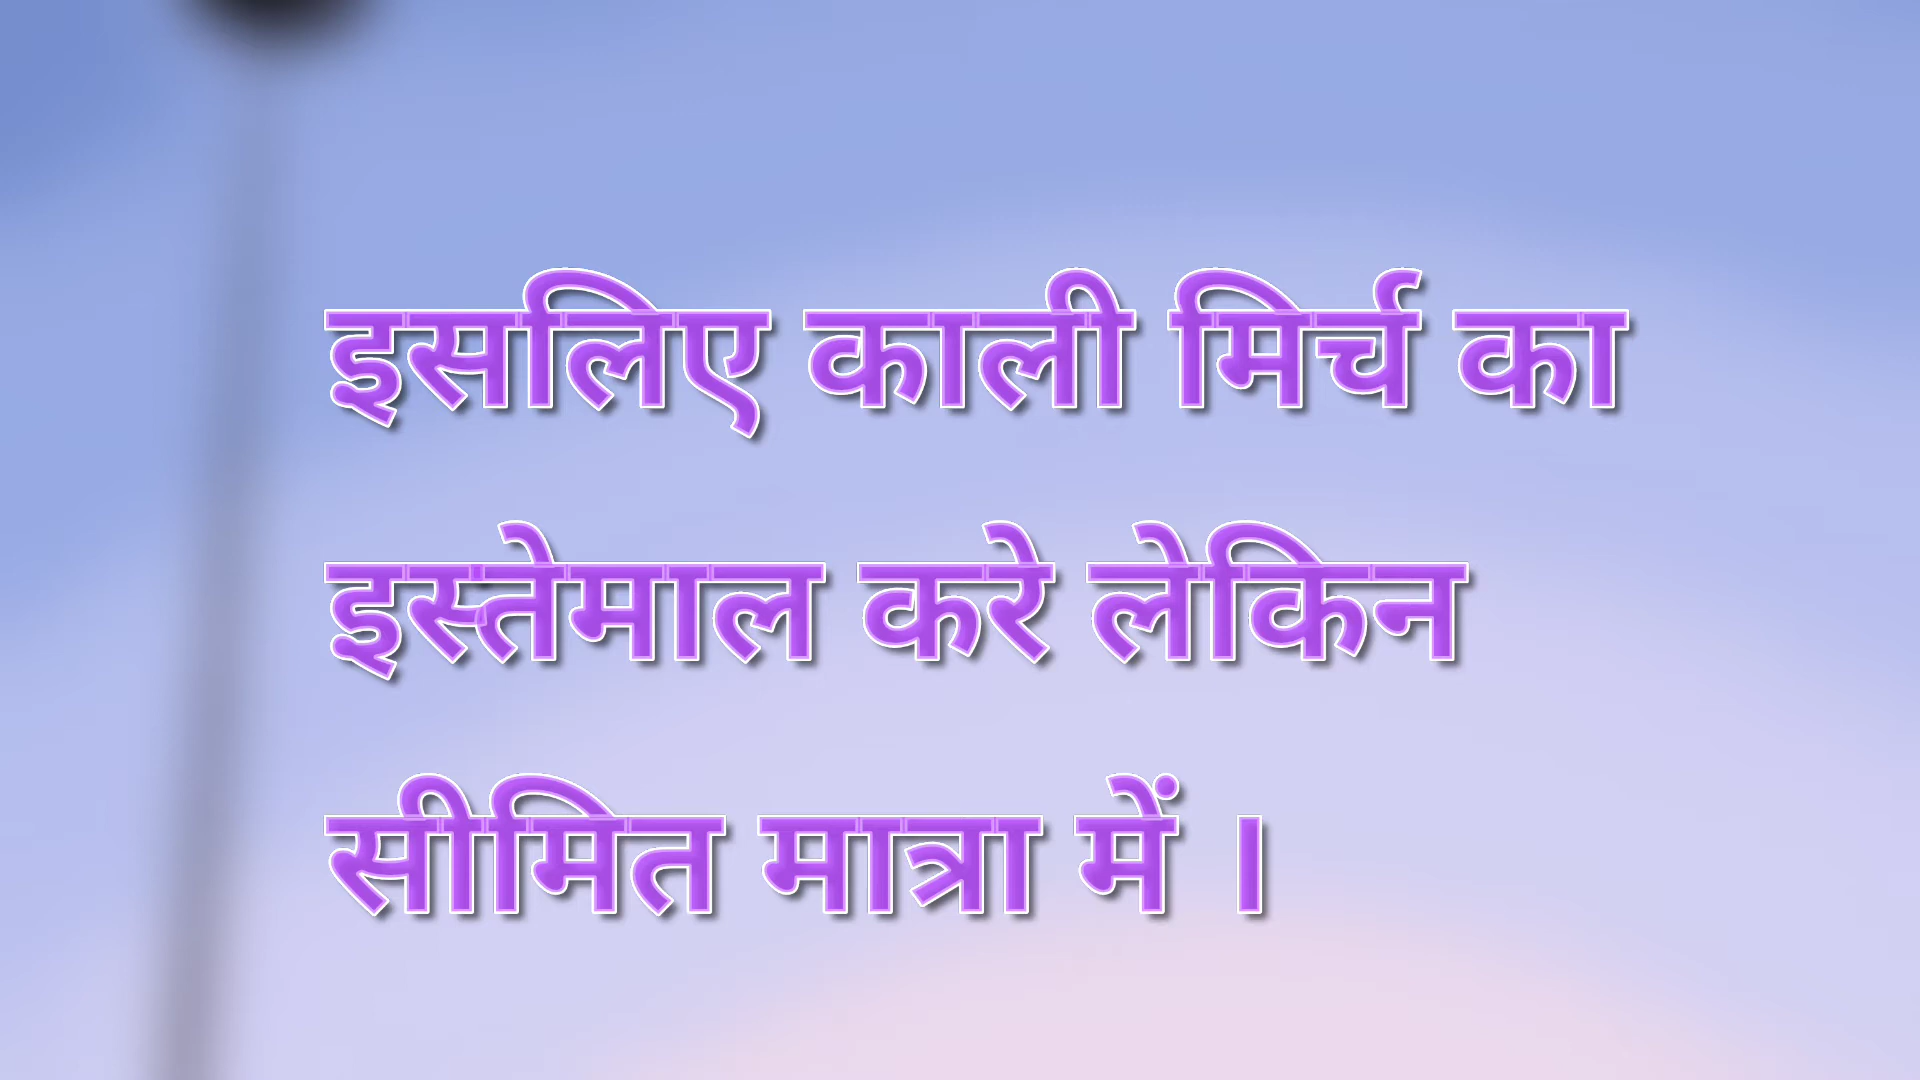 इसलिए काली मिर्च का
इस्तेमाल करे लेकिन
सीमित मात्रा में ।